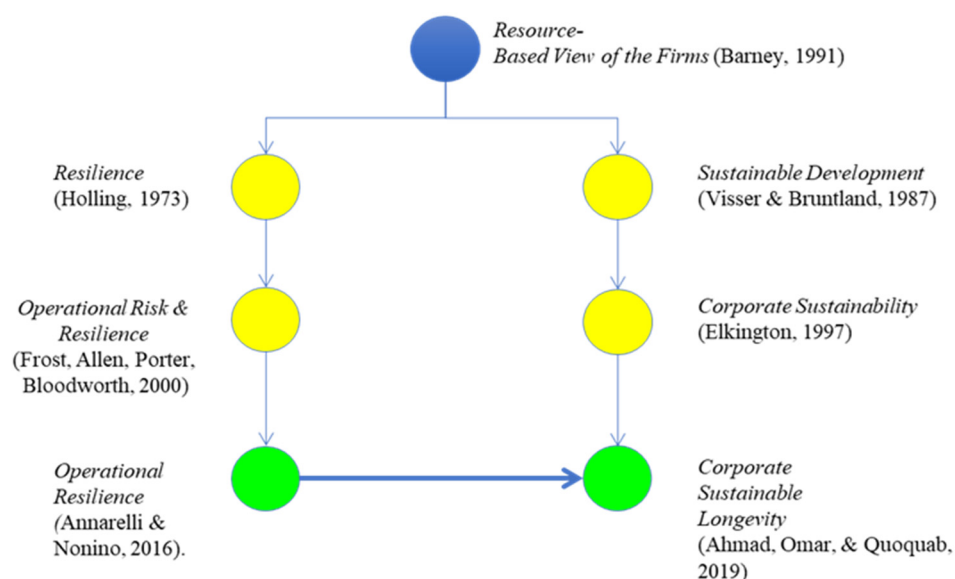 Resource-
Based View of the Firms (Barney, 1991)
Resilience
(Holling, 1973)
Sustainable Development
(Visser & Bruntland, 1987)
Operational Risk &
Resilience
(Frost, Allen, Porter,
Bloodworth, 2000)
Corporate Sustainability
(Elkington, 1997)
Operational
Resilience
(Annarelli &
Nonino, 2016).
Corporate
Sustainable
Longevity
(Ahmad, Omar, & Quoquab,
2019)